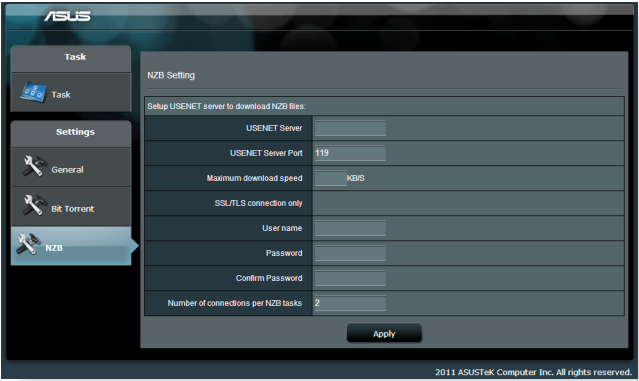 ASUS
Task
Task
Settings
General
Bit Torrent
NZB
NZB Setting
Setup USENET server to download NZB files:
USENET Server
USENET Server Port 119
Maximum download speed KB/S
SSL/TLS connection only
User name
Password
Confirm Password
Number of connections per NZB tasks 2
Apply
2011 ASUSTeK Computer Inc. All rights reserved.